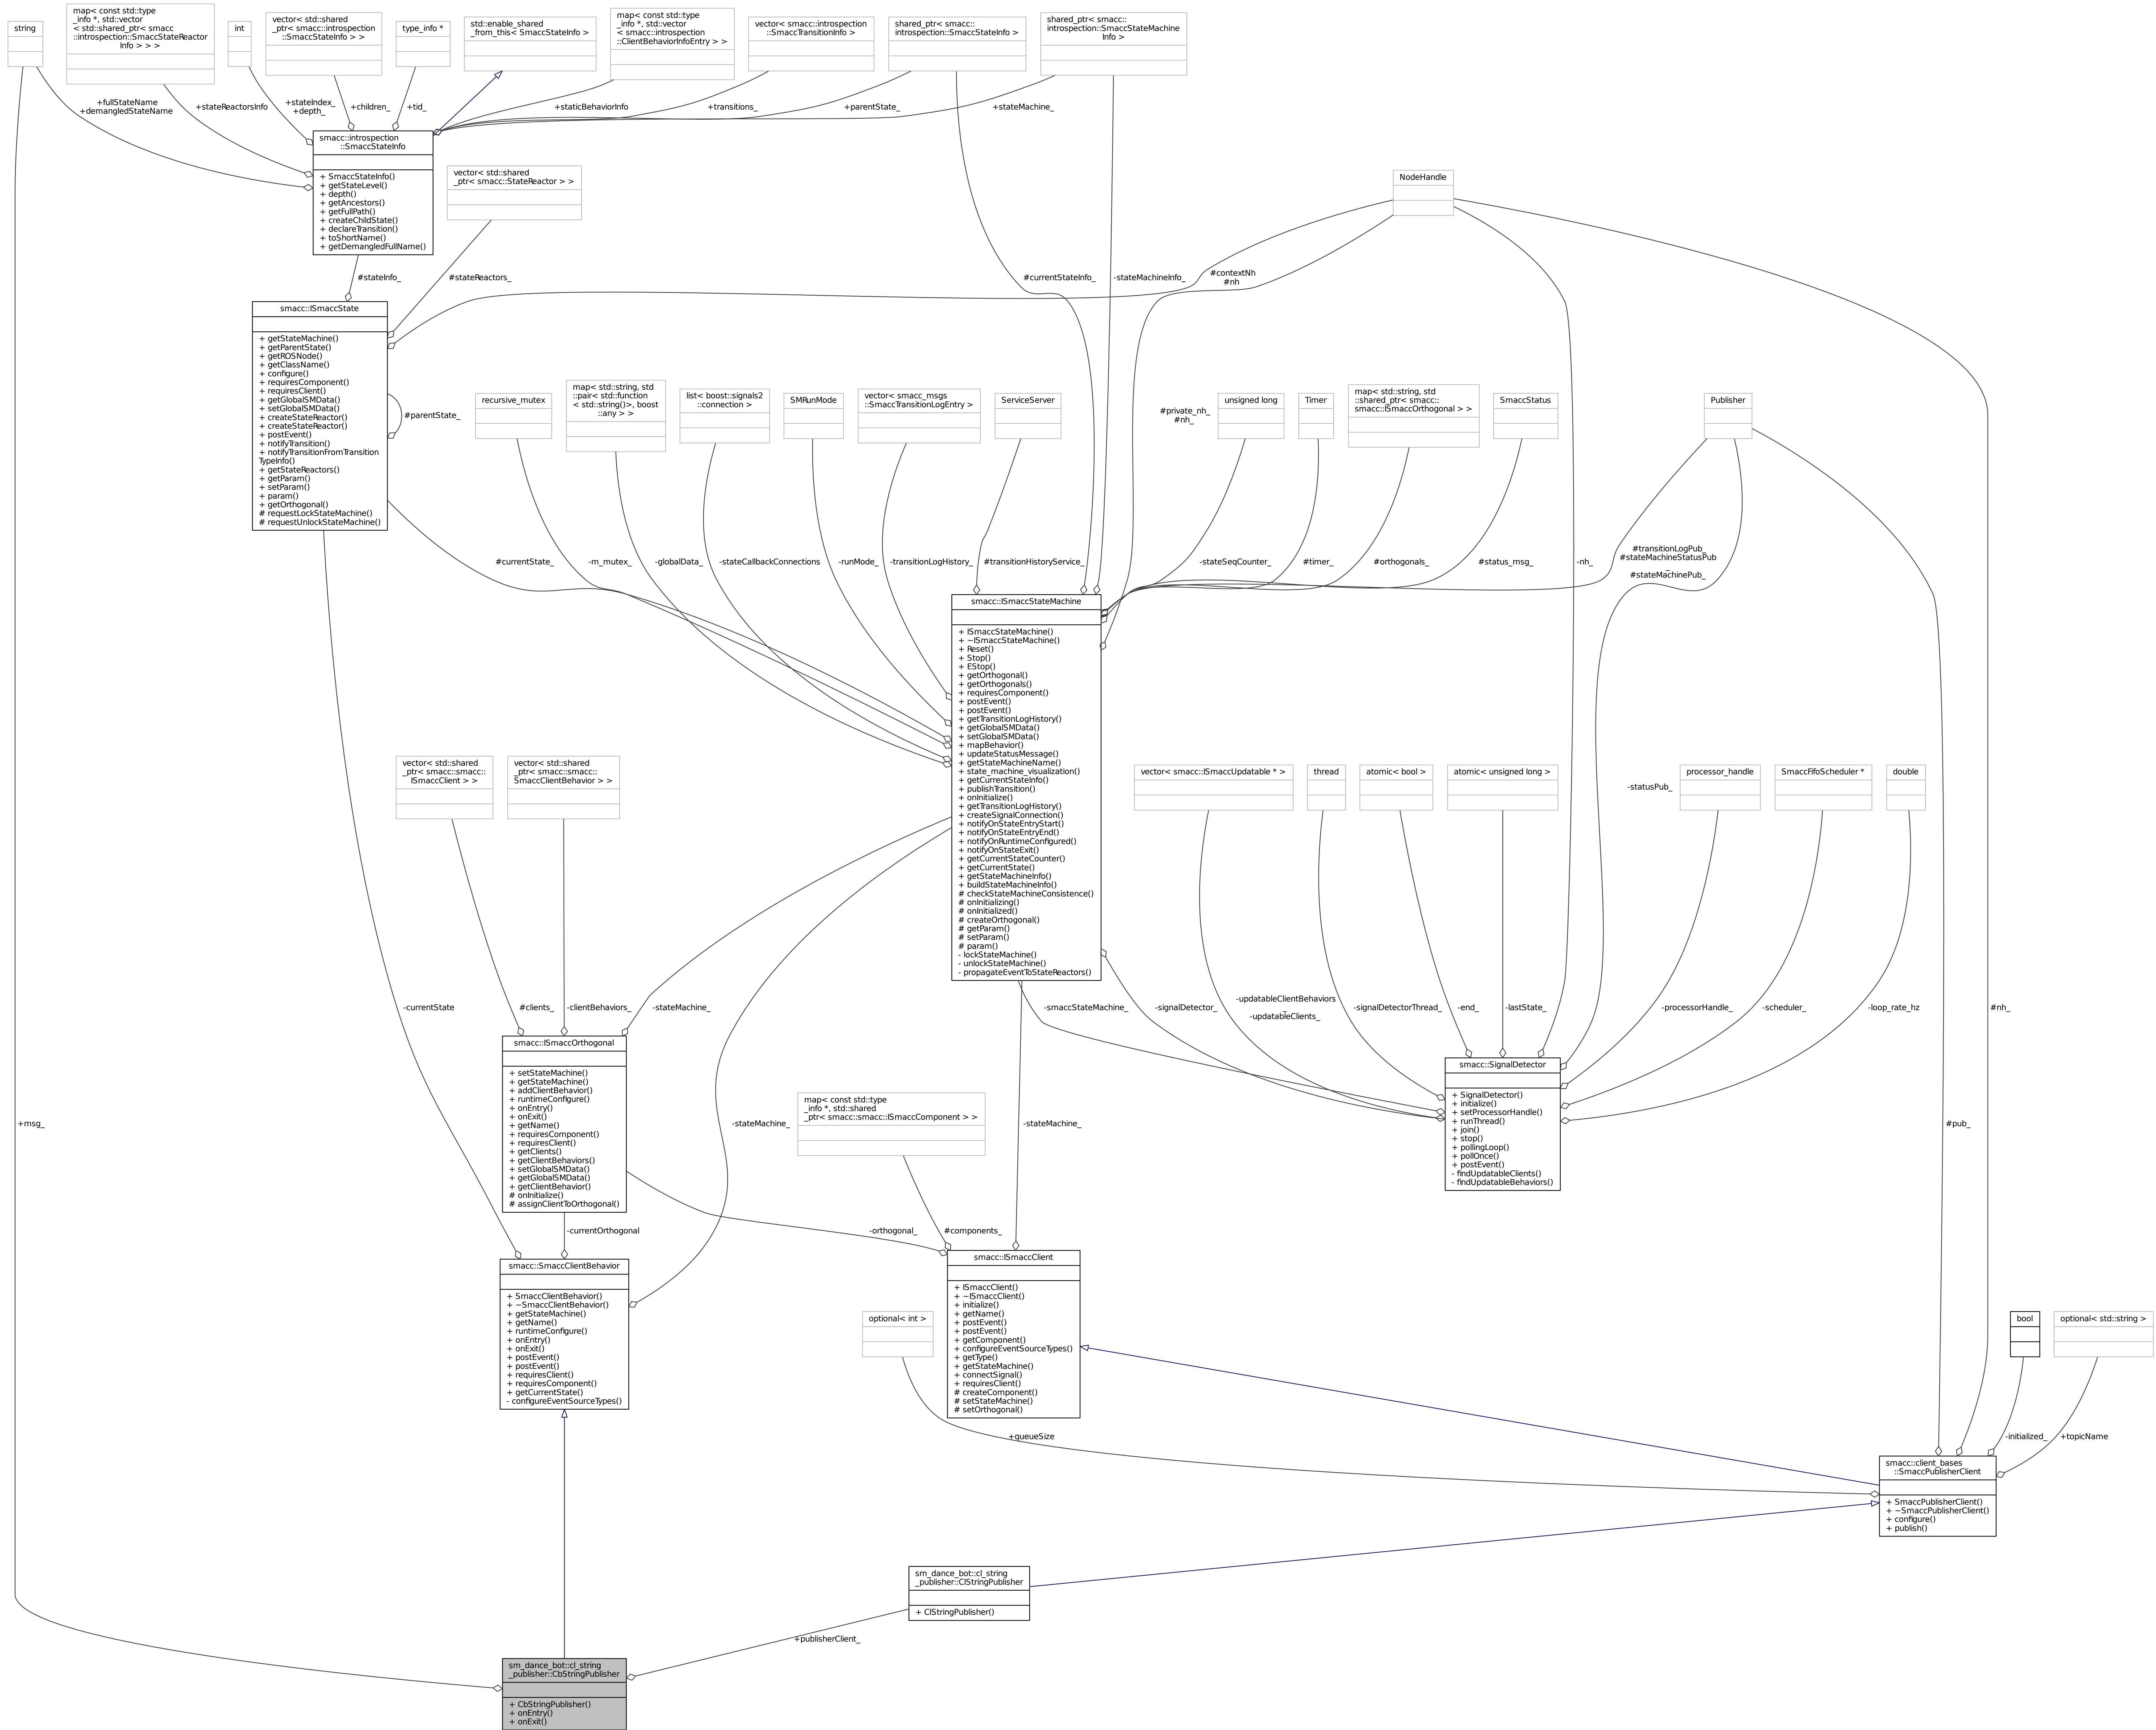 string
map< const std::type
_info *, std::vector
< std::shared_ptr< smacc
::introspection::SmaccStateReactor
Info > > >
int
vector< std::shared
_ptr< smacc::introspection
::SmaccStateInfo > >
type_info *
std::enable_shared
_from_this< SmaccStateInfo >
map< const std::type
_info *, std::vector
< smacc::introspection
::ClientBehaviorInfoEntry > >
vector< smacc::introspection
::SmaccTransitionInfo >
shared_ptr< smacc::
introspection::SmaccStateInfo >
shared_ptr< smacc::
introspection::SmaccStateMachine
Info >
+fullStateName
+demangledStateName
+stateReactorsInfo
+stateIndex_
+depth_
+children_
+tid_
+staticBehaviorInfo
+transitions_
+parentState_
+stateMachine_
smacc::introspection
::SmaccStateInfo
+ SmaccStateInfo()
+ getStateLevel()
+ depth()
+ getAncestors()
+ getFullPath()
+ createChildState()
+ declareTransition()
+ toShortName()
+ getDemangledFullName()
vector< std::shared
_ptr< smacc::StateReactor > >
NodeHandle
#stateInfo_
#stateReactors_
#currentStateInfo_
-stateMachineInfo_
#contextNh
#nh
smacc::ISmaccState
+ getStateMachine()
+ getParentState()
+ getROSNode()
+ getClassName()
+ configure()
+ requiresComponent()
+ requiresClient()
+ getGlobalSMData()
+ setGlobalSMData()
+ createStateReactor()
+ createStateReactor()
+ postEvent()
+ notifyTransition()
+ notifyTransitionFromTransition
TypeInfo()
+ getStateReactors()
+ getParam()
+ setParam()
+ param()
+ getOrthogonal()
# requestLockStateMachine()
# requestUnlockStateMachine()
#parentState_
recursive_mutex
map< std::string, std
::pair< std::function
< std::string()>, boost
::any > >
list< boost::signals2
::connection >
SMRunMode
vector< smacc_msgs
::SmaccTransitionLogEntry >
ServiceServer
#private_nh_
#nh_
unsigned long
Timer
map< std::string, std
::shared_ptr< smacc::
smacc::ISmaccOrthogonal > >
SmaccStatus
Publisher
#currentState_
-m_mutex_
-globalData_
-stateCallbackConnections
-runMode_
-transitionLogHistory_
#transitionHistoryService_
-stateSeqCounter_
#timer_
#orthogonals_
#status_msg_
-nh_
#transitionLogPub_
#stateMachineStatusPub
_
#stateMachinePub_
smacc::ISmaccStateMachine
+ ISmaccStateMachine()
+ ~ISmaccStateMachine()
+ Reset()
+ Stop()
+ EStop()
+ getOrthogonal()
+ getOrthogonals()
+ requiresComponent()
+ postEvent()
+ postEvent()
+ getTransitionLogHistory()
+ getGlobalSMData()
+ setGlobalSMData()
+ mapBehavior()
+ updateStatusMessage()
+ getStateMachineName()
+ state_machine_visualization()
+ getCurrentStateInfo()
+ publishTransition()
+ onInitialize()
+ getTransitionLogHistory()
+ createSignalConnection()
+ notifyOnStateEntryStart()
+ notifyOnStateEntryEnd()
+ notifyOnRuntimeConfigured()
+ notifyOnStateExit()
+ getCurrentStateCounter()
+ getCurrentState()
+ getStateMachineInfo()
+ buildStateMachineInfo()
# checkStateMachineConsistence()
# onInitializing()
# onInitialized()
# createOrthogonal()
# getParam()
# setParam()
# param()
- lockStateMachine()
- unlockStateMachine()
- propagateEventToStateReactors()
vector< std::shared
_ptr< smacc::smacc::
ISmaccClient > >
vector< std::shared
_ptr< smacc::smacc::
SmaccClientBehavior > >
vector< smacc::ISmaccUpdatable * >
thread
atomic< bool >
atomic< unsigned long >
-statusPub_
processor_handle
SmaccFifoScheduler *
double
-currentState
#clients_
-clientBehaviors_
-stateMachine_
-smaccStateMachine_
-signalDetector_
-updatableClientBehaviors
_
-updatableClients_
-signalDetectorThread_
-end_
-lastState_
-processorHandle_
-scheduler_
-loop_rate_hz
#nh_
smacc::ISmaccOrthogonal
+ setStateMachine()
+ getStateMachine()
+ addClientBehavior()
+ runtimeConfigure()
+ onEntry()
+ onExit()
+ getName()
+ requiresComponent()
+ requiresClient()
+ getClients()
+ getClientBehaviors()
+ setGlobalSMData()
+ getGlobalSMData()
+ getClientBehavior()
# onInitialize()
# assignClientToOrthogonal()
smacc::SignalDetector
+ SignalDetector()
+ initialize()
+ setProcessorHandle()
+ runThread()
+ join()
+ stop()
+ pollingLoop()
+ pollOnce()
+ postEvent()
- findUpdatableClients()
- findUpdatableBehaviors()
+msg_
-stateMachine_
map< const std::type
_info *, std::shared
_ptr< smacc::smacc::ISmaccComponent > >
-stateMachine_
#pub_
-currentOrthogonal
-orthogonal_
#components_
smacc::SmaccClientBehavior
+ SmaccClientBehavior()
+ ~SmaccClientBehavior()
+ getStateMachine()
+ getName()
+ runtimeConfigure()
+ onEntry()
+ onExit()
+ postEvent()
+ postEvent()
+ requiresClient()
+ requiresComponent()
+ getCurrentState()
- configureEventSourceTypes()
optional< int >
smacc::ISmaccClient
+ ISmaccClient()
+ ~ISmaccClient()
+ initialize()
+ getName()
+ postEvent()
+ postEvent()
+ getComponent()
+ configureEventSourceTypes()
+ getType()
+ getStateMachine()
+ connectSignal()
+ requiresClient()
# createComponent()
# setStateMachine()
# setOrthogonal()
bool
optional< std::string >
+queueSize
-initialized_
+topicName
smacc::client_bases
::SmaccPublisherClient
+ SmaccPublisherClient()
+ ~SmaccPublisherClient()
+ configure()
+ publish()
sm_dance_bot::cl_string
_publisher::ClStringPublisher
+ ClStringPublisher()
+publisherClient_
sm_dance_bot::cl_string
_publisher::CbStringPublisher
+ CbStringPublisher()
+ onEntry()
+ onExit()